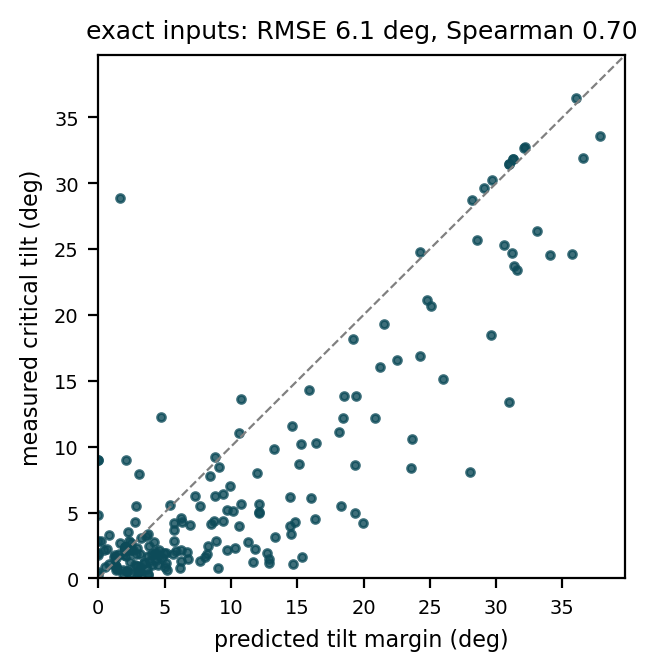 exact inputs: RMSE 6.1 deg, Spearman 0.70
measured critical tilt (deg)
35
30
25
20
15
10
5
0
0 5 10 15 20 25 30 35
predicted tilt margin (deg)